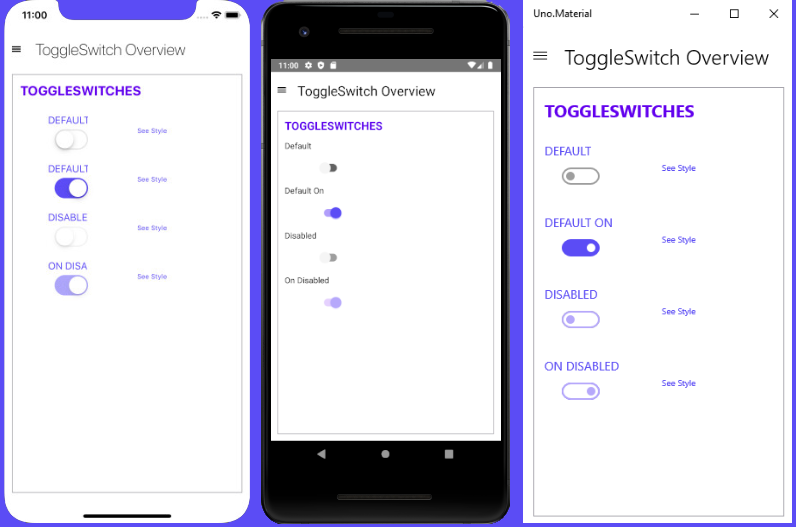 11:00
ToggleSwitch Overview
TOGGLESWITCHES
DEFAULT
See Style
DEFAULT
See Style
DISABLE
See Style
ON DISA
See Style
11:00
ToggleSwitch Overview
TOGGLESWITCHES
Default
Default On
Disabled
On Disabled
Uno.Material
ToggleSwitch Overview
TOGGLESWITCHES
DEFAULT
See Style
DEFAULT ON
See Style
DISABLED
See Style
ON DISABLED
See Style